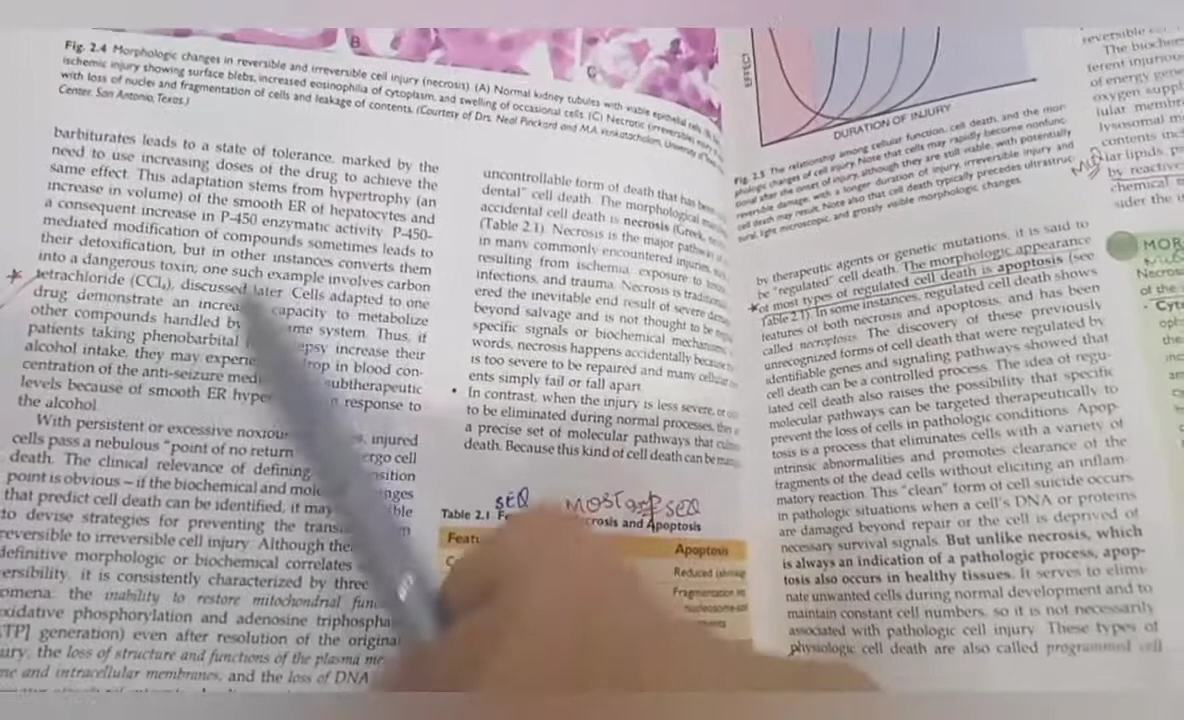 B
C
Fig. 2.4 Morphologic changes in reversible and irreversible cell injury (necrosis). (A) Normal kidney tubules with viable epithelial cells.
ischemic injury showing surface blebs, increased eosinophilia of cytoplasm, and swelling of occasional cells. (C) Necrotic (irreversible)
with loss of nuclei and fragmentation of cells and leakage of contents. (Courtesy of Drs. Neal Pinckard and M.A. Venkatachalam, University of
Center, San Antonio, Texas.)
barbiturates leads to a state of tolerance, marked by the
need to use increasing doses of the drug to achieve the
same effect. This adaptation stems from hypertrophy (an
increase in volume) of the smooth ER of hepatocytes and
a consequent increase in P-450 enzymatic activity. P-450-
mediated modification of compounds sometimes leads to
their detoxification, but in other instances converts them
into a dangerous toxin; one such example involves carbon
tetrachloride (CCl4), discussed later. Cells adapted to one
drug demonstrate an increa capacity to metabolize
other compounds handled by me system. Thus, if
patients taking phenobarbital epsy increase their
alcohol intake, they may experie drop in blood con-
centration of the anti-seizure med subtherapeutic
levels because of smooth ER hype n response to
the alcohol.
With persistent or excessive noxiou s, injured
cells pass a nebulous "point of no return ergo cell
death. The clinical relevance of defining sition
point is obvious – if the biochemical and mole nges
that predict cell death can be identified, it may ble
to devise strategies for preventing the trans n
reversible to irreversible cell injury. Although the
definitive morphologic or biochemical correlates
ersibility, it is consistently characterized by three
omena: the inability to restore mitochondrial func
oxidative phosphorylation and adenosine triphospha
TP] generation) even after resolution of the origina
ury; the loss of structure and functions of the plasma me
ne and intracellular membranes, and the loss of DNA
uncontrollable form of death that has been
dental" cell death. The morphological
accidental cell death is necrosis (Greek,
(Table 2.1). Necrosis is the major pathway
in many commonly encountered injuries,
resulting from ischemia, exposure to
infections, and trauma. Necrosis is
ered the inevitable end result of severe
beyond salvage and is not thought to be
specific signals or biochemical mechanisms
words, necrosis happens accidentally because
is too severe to be repaired and many cellular
ents simply fail or fall apart.
• In contrast, when the injury is less severe, or
to be eliminated during normal processes,
a precise set of molecular pathways that
death. Because this kind of cell death can be
SEQ Most imp SEQ
Table 2.1 Fe crosis and Apoptosis
Featu Apoptosis
Reduced
Fragmentation
nucleosome-
EFFECT
DURATION OF INJURY
Fig. 2.5 The relationship among cellular function, cell death, and the mor-
phologic changes of cell injury. Note that cells may rapidly become nonfunc-
tional after the onset of injury, although they are still viable, with potentially
reversible damage; with a longer duration of injury, irreversible injury and
cell death may result. Note also that cell death typically precedes ultrastruc-
tural, light microscopic, and grossly visible morphologic changes.
by therapeutic agents or genetic mutations, it is said to
be "regulated" cell death. The morphologic appearance
of most types of regulated cell death is apoptosis (see
Table 2.1). In some instances, regulated cell death shows
features of both necrosis and apoptosis, and has been
called necroptosis. The discovery of these previously
unrecognized forms of cell death that were regulated by
identifiable genes and signaling pathways showed that
cell death can be a controlled process. The idea of regu-
lated cell death also raises the possibility that specific
molecular pathways can be targeted therapeutically to
prevent the loss of cells in pathologic conditions. Apop-
tosis is a process that eliminates cells with a variety of
intrinsic abnormalities and promotes clearance of the
fragments of the dead cells without eliciting an inflam-
matory reaction. This "clean" form of cell suicide occurs
in pathologic situations when a cell's DNA or proteins
are damaged beyond repair or the cell is deprived of
necessary survival signals. But unlike necrosis, which
is always an indication of a pathologic process, apop-
tosis also occurs in healthy tissues. It serves to elimi-
nate unwanted cells during normal development and to
maintain constant cell numbers, so it is not necessarily
associated with pathologic cell injury. These types of
physiologic cell death are also called programmed cell
reversible
The bioche
ferent injuriou
of energy gene
oxygen suppl
lular membra
lysosomal m
contents inc
lar lipids, p
by reactive
chemical m
sider the i
MOR
Necrosi
of the
• Cyto